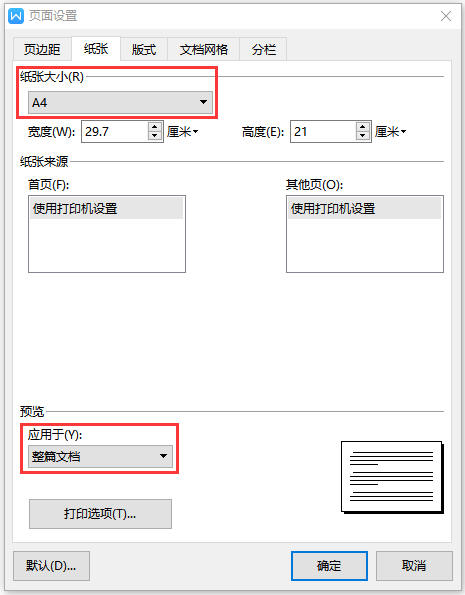 页面设置
页边距 纸张 版式 文档网格 分栏
纸张大小(R)
A4
宽度(W): 29.7 厘米 高度(E): 21 厘米
纸张来源
首页(F): 其他页(O):
使用打印机设置 使用打印机设置
预览
应用于(Y):
整篇文档
打印选项(T)...
默认(D)... 确定 取消